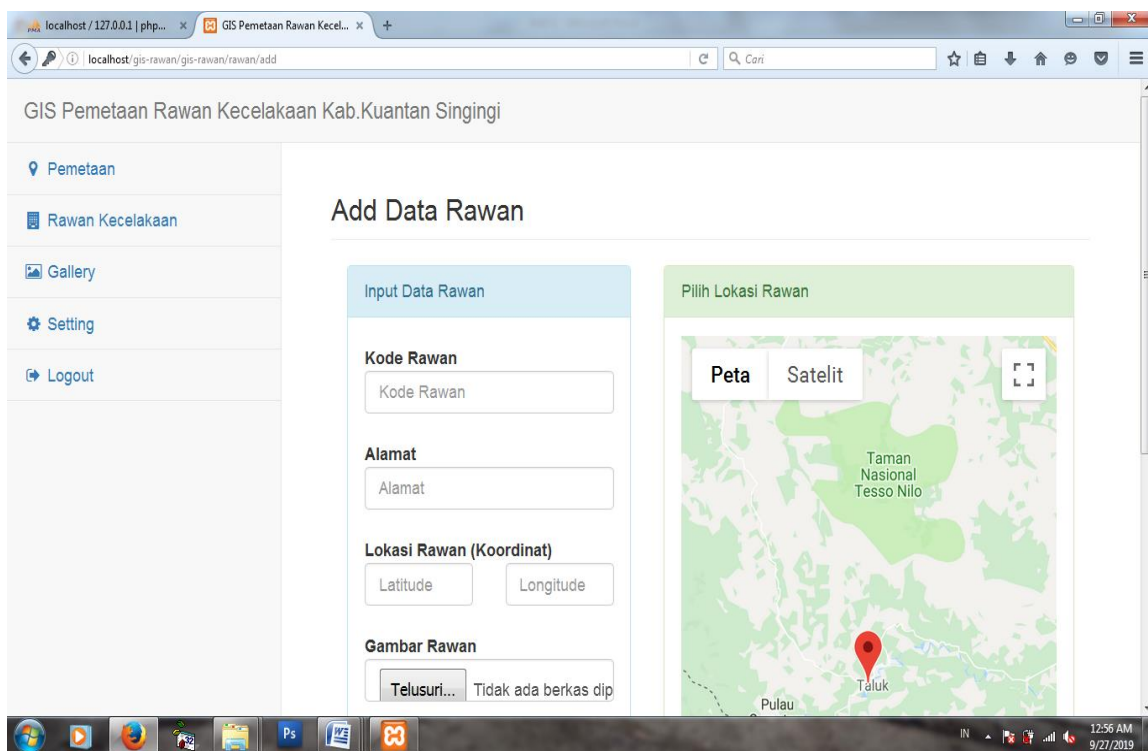 localhost / 127.0.0.1 | php...
GIS Pemetaan Rawan Kecel...
localhost/gis-rawan/gis-rawan/rawan/add
Cari
GIS Pemetaan Rawan Kecelakaan Kab.Kuantan Singingi
Pemetaan
Rawan Kecelakaan
Gallery
Setting
Logout
Add Data Rawan
Input Data Rawan
Kode Rawan
Kode Rawan
Alamat
Alamat
Lokasi Rawan (Koordinat)
Latitude
Longitude
Gambar Rawan
Telusuri...
Tidak ada berkas dip
Pilih Lokasi Rawan
Peta
Satelit
Taman
Nasional
Tesso Nilo
Taluk
Pulau
Ps
IN
12:56 AM
9/27/2019